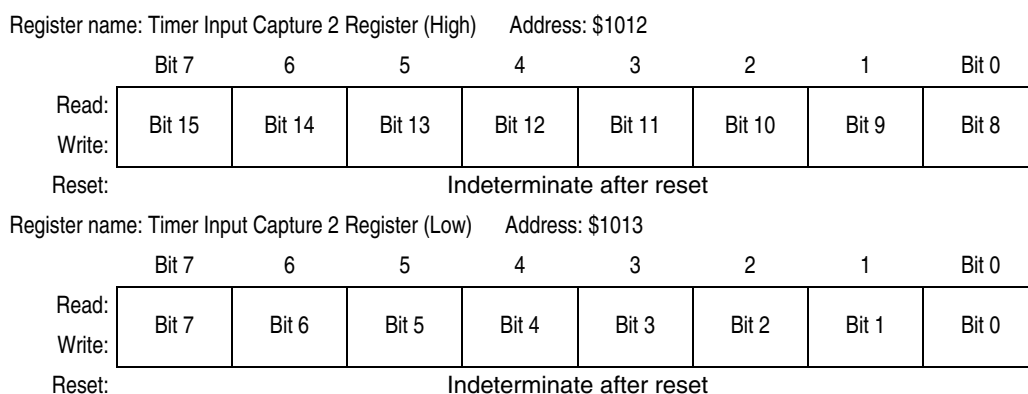 Register name: Timer Input Capture 2 Register (High) Address: $1012
Bit 7 6 5 4 3 2 1 Bit 0
Read:
Bit 15 Bit 14 Bit 13 Bit 12 Bit 11 Bit 10 Bit 9 Bit 8
Write:
Reset: Indeterminate after reset
Register name: Timer Input Capture 2 Register (Low) Address: $1013
Bit 7 6 5 4 3 2 1 Bit 0
Read:
Bit 7 Bit 6 Bit 5 Bit 4 Bit 3 Bit 2 Bit 1 Bit 0
Write:
Reset: Indeterminate after reset